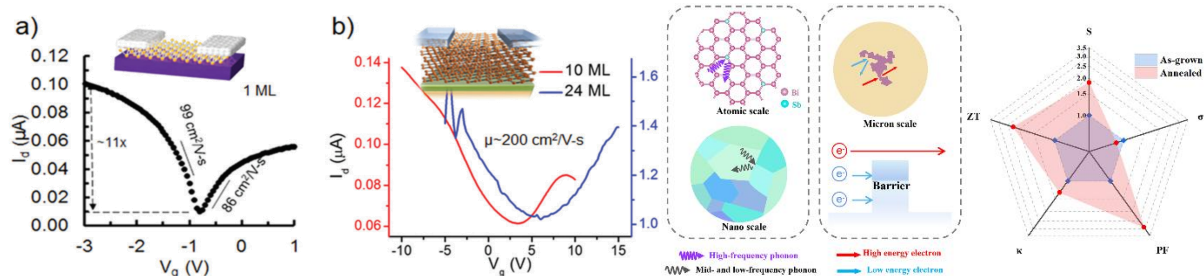 a)
1 ML
0.12
0.10
0.08
0.06
0.04
0.02
0.00
I_d (µA)
~11x
99 cm²/V-s
86 cm²/V-s
-3
-2
-1
0
1
V_g (V)
b)
10 ML
24 ML
µ~200 cm²/V-s
0.14
0.12
0.10
0.08
0.06
I_d (µA)
1.6
1.4
1.2
1.0
-10
-5
0
5
10
15
V_g (V)
Bi
Sb
Atomic scale
Nano scale
Micron scale
e-
e-
e-
Barrier
High-frequency phonon
Mid- and low-frequency phonon
High energy electron
Low energy electron
S
3.5
3.0
2.5
2.0
1.5
1.0
As-grown
Annealed
ZT
σ
κ
PF